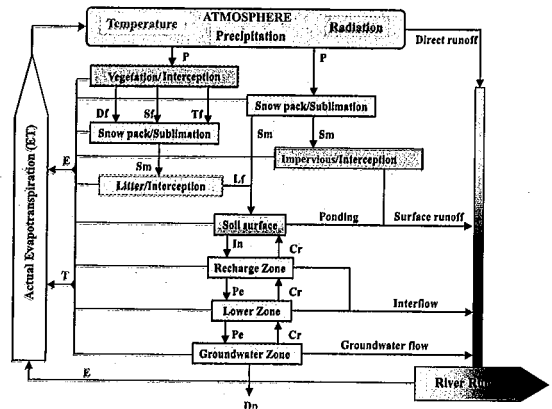 ATMOSPHERE
Temperature
Precipitation
Radiation
Direct runoff
P
P
Vegetation/Interception
Snow pack/Sublimation
Df
Sf
Tf
Snow pack/Sublimation
Sm
Sm
Impervious/Interception
Sm
E
Litter/Interception
Lf
Actual Evapotranspiration (ET)
Soil surface
Ponding
Surface runoff
In
Cr
Recharge Zone
T
Pe
Cr
Lower Zone
Interflow
Pe
Cr
Groundwater Zone
Groundwater flow
E
River
Dp